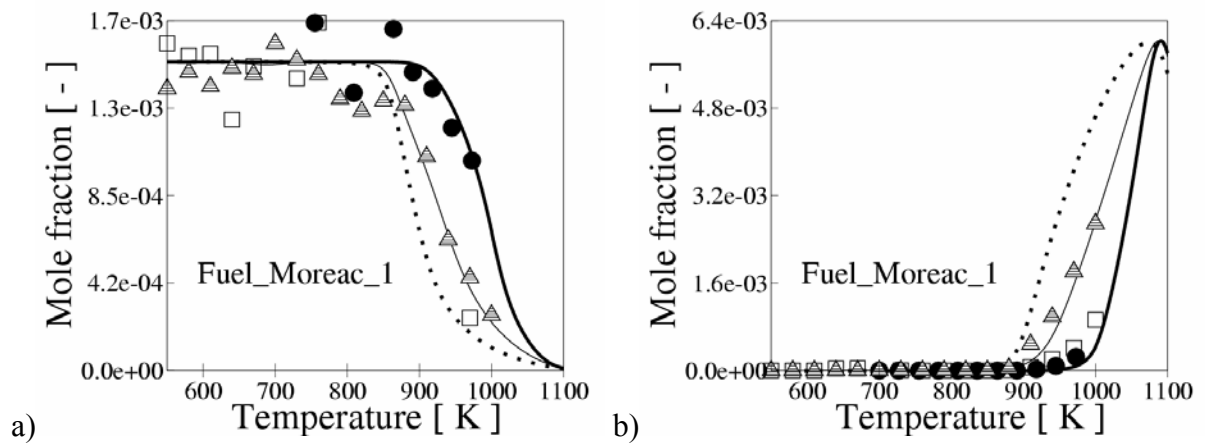 1.7e-03
1.3e-03
8.5e-04
4.2e-04
0.0e+00
Mole fraction [ - ]
Fuel_Moreac_1
600 700 800 900 1000 1100
Temperature [ K ]
a)
6.4e-03
4.8e-03
3.2e-03
1.6e-03
0.0e+00
Mole fraction [ - ]
Fuel_Moreac_1
600 700 800 900 1000 1100
Temperature [ K ]
b)